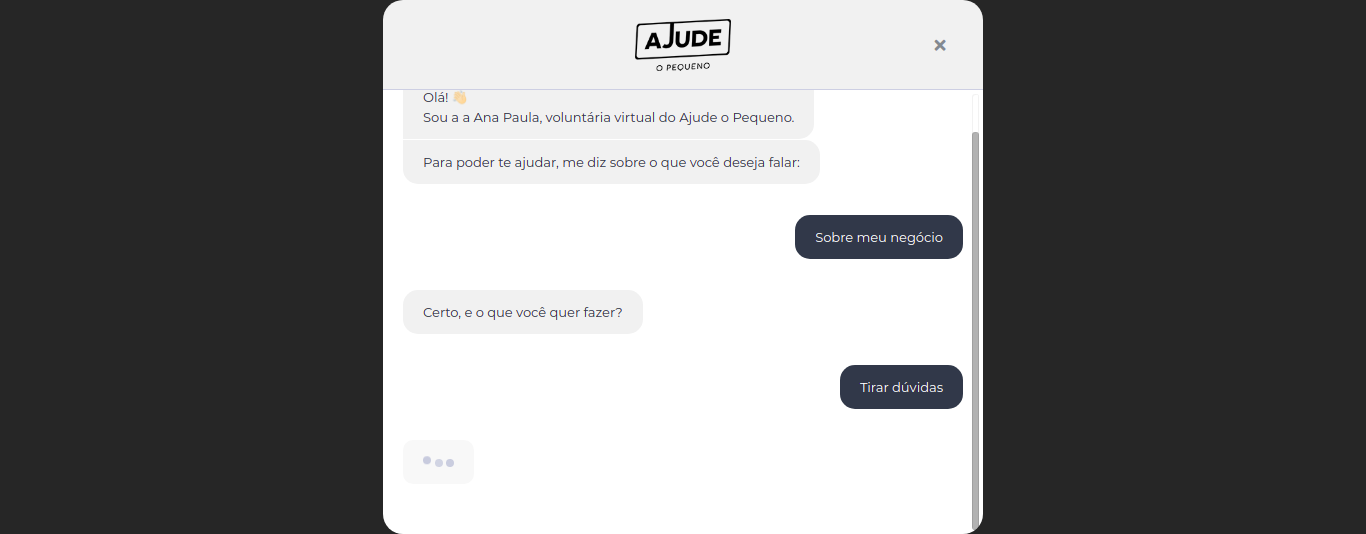 AJUDE
O PEQUENO
×
Olá! 👋
Sou a a Ana Paula, voluntária virtual do Ajude o Pequeno.
Para poder te ajudar, me diz sobre o que você deseja falar:
Sobre meu negócio
Certo, e o que você quer fazer?
Tirar dúvidas